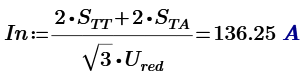 In := (2·S_TT + 2·S_TA) / (√3·U_red) = 136.25 A